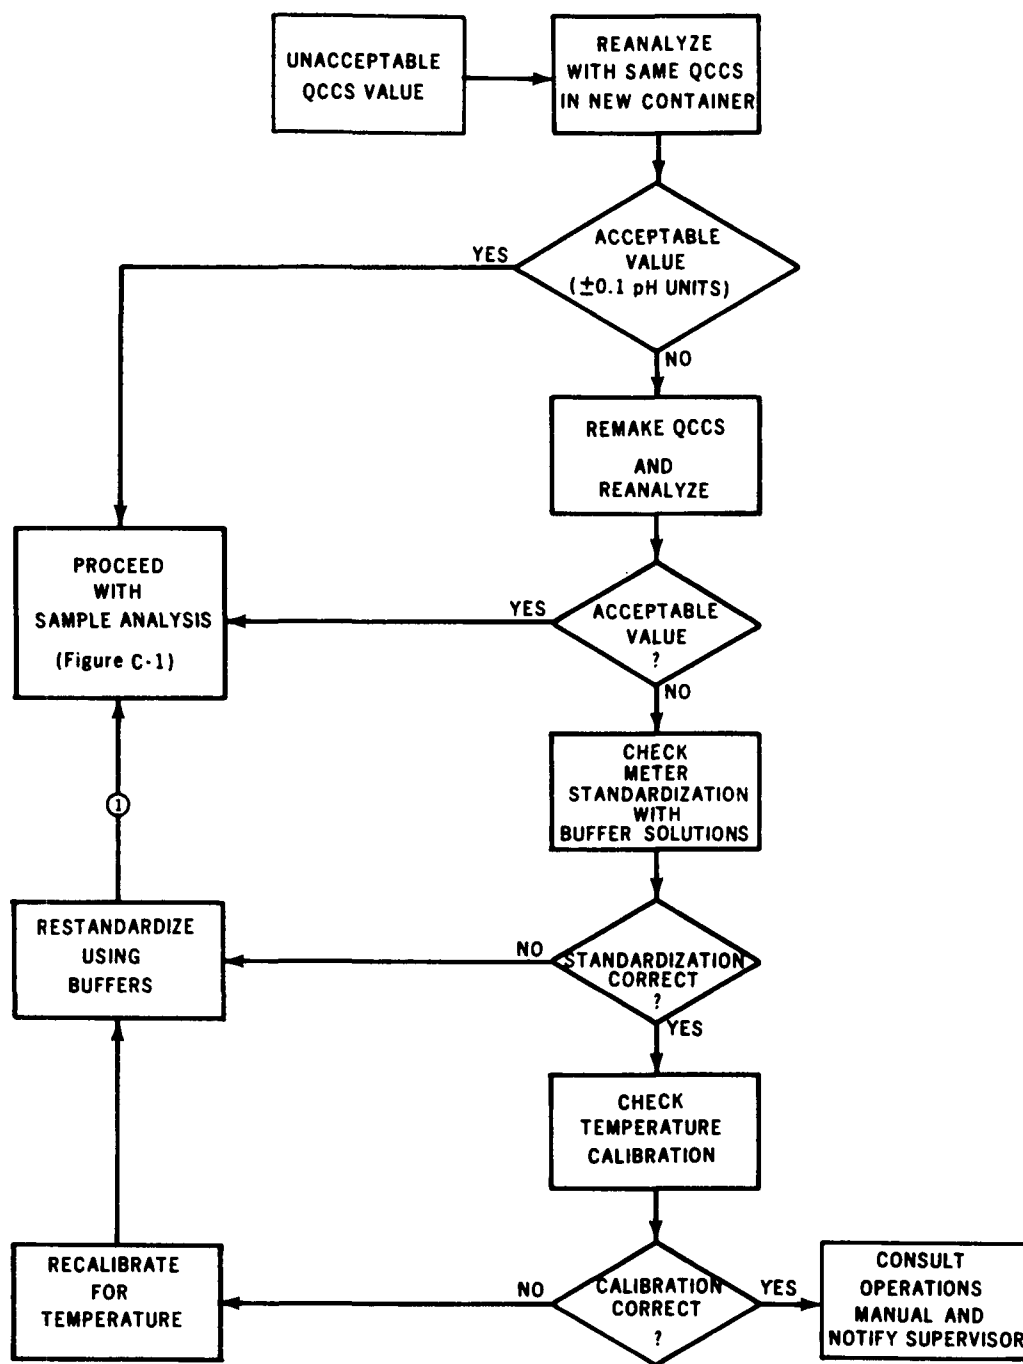 UNACCEPTABLE
QCCS VALUE
REANALYZE
WITH SAME QCCS
IN NEW CONTAINER
ACCEPTABLE
VALUE
(±0.1 pH UNITS)
YES
NO
REMAKE QCCS
AND
REANALYZE
PROCEED
WITH
SAMPLE ANALYSIS
(Figure C-1)
YES
ACCEPTABLE
VALUE
?
NO
CHECK
METER
STANDARDIZATION
WITH
BUFFER SOLUTIONS
1
RESTANDARDIZE
USING
BUFFERS
NO
STANDARDIZATION
CORRECT
?
YES
CHECK
TEMPERATURE
CALIBRATION
RECALIBRATE
FOR
TEMPERATURE
NO
CALIBRATION
CORRECT
?
YES
CONSULT
OPERATIONS
MANUAL AND
NOTIFY SUPERVISOR